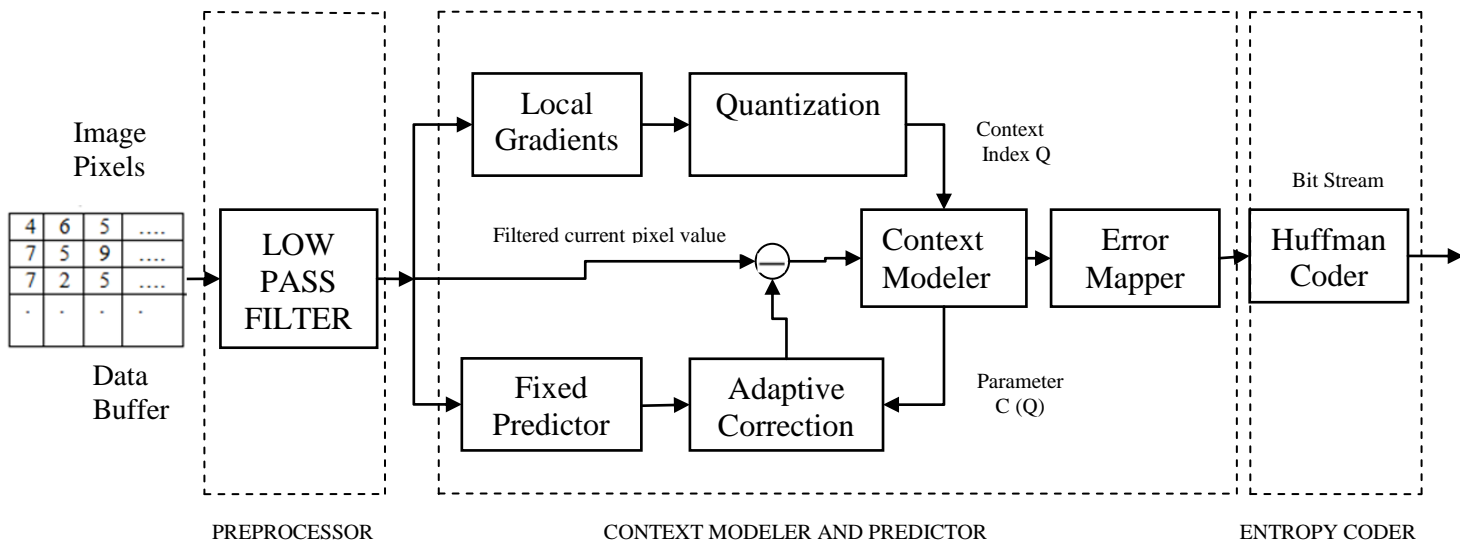 Image
Pixels
4 6 5 ....
7 5 9 ....
7 2 5 ....
. . . .
Data
Buffer
LOW
PASS
FILTER
Local
Gradients
Quantization
Context
Index Q
Filtered current pixel value
Context
Modeler
Error
Mapper
Bit Stream
Huffman
Coder
Fixed
Predictor
Adaptive
Correction
Parameter
C (Q)
PREPROCESSOR
CONTEXT MODELER AND PREDICTOR
ENTROPY CODER